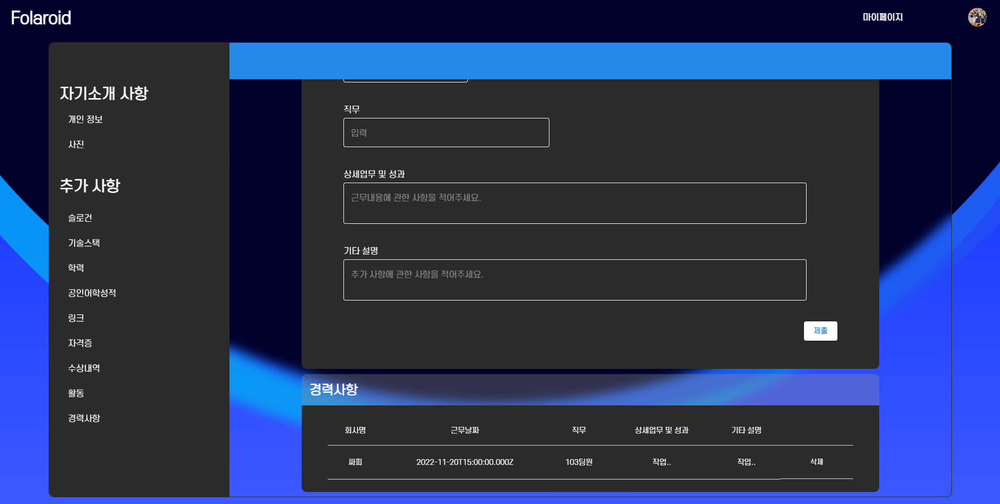 Folaroid
마이페이지
자기소개 사항
개인 정보
사진
추가 사항
슬로건
기술스택
학력
공인어학성적
링크
자격증
수상내역
활동
경력사항
직무
입력
상세업무 및 성과
근무내용에 관한 사항을 적어주세요.
기타 설명
추가 사항에 관한 사항을 적어주세요.
제출
경력사항
회사명 근무날짜 직무 상세업무 및 성과 기타 설명
싸피 2022-11-20T15:00:00.000Z 103팀원 작업.. 작업.. 삭제